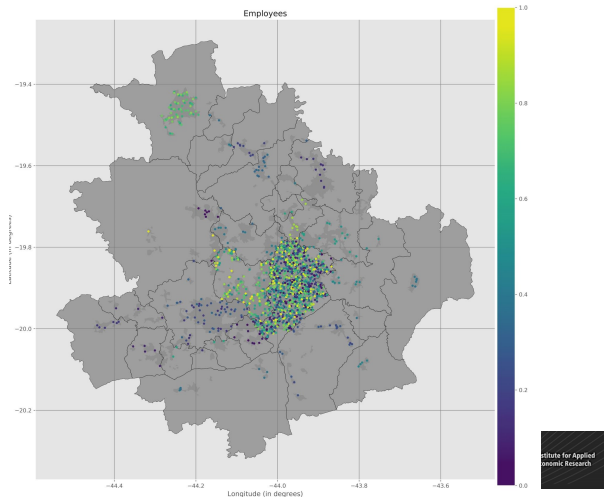 Employees
1.0
−19.4
0.8
−19.6
0.6
−19.8
−20.0
0.4
0.2
−20.2
0.0
−44.4 −44.2 −44.0 −43.8 −43.6
Longitude (in degrees)
stitute for Applied
onomic Research